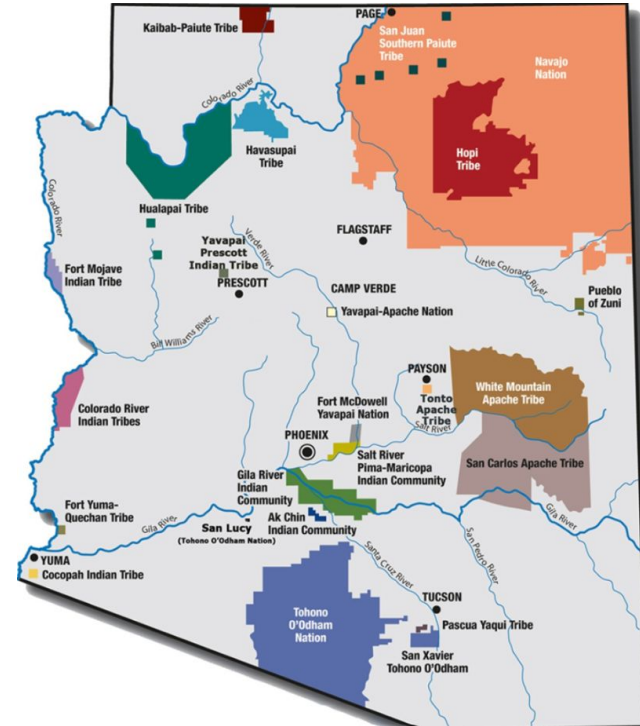 PAGE
Kaibab-Paiute Tribe
San Juan
Southern Paiute
Tribe
Navajo
Nation
Colorado River
Havasupai
Tribe
Hopi
Tribe
Hualapai Tribe
Colorado River
Yavapai
Prescott
Indian Tribe
Verde River
FLAGSTAFF
Fort Mojave
Indian Tribe
PRESCOTT
CAMP VERDE
Little Colorado River
Yavapai-Apache Nation
Pueblo
of Zuni
Bill Williams River
PAYSON
Tonto
Apache
Tribe
White Mountain
Apache Tribe
Colorado River
Indian Tribes
Fort McDowell
Yavapai Nation
Salt River
PHOENIX
Salt River
Pima-Maricopa
Indian Community
San Carlos Apache Tribe
Gila River
Indian
Community
Fort Yuma-
Quechan Tribe
Gila River
San Lucy
(Tohono O'Odham Nation)
Ak Chin
Indian Community
Gila River
San Pedro River
Santa Cruz River
YUMA
Cocopah Indian Tribe
TUCSON
Tohono
O'Odham
Nation
Pascua Yaqui Tribe
San Xavier
Tohono O'Odham